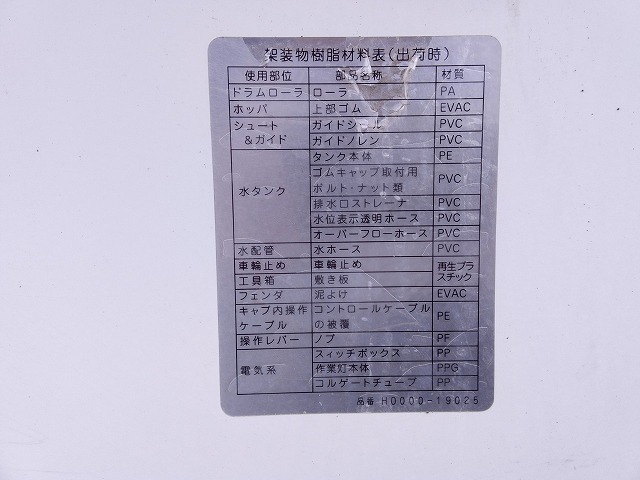 架装物樹脂材料表(出荷時)
使用部位 部品名称 材質
ドラムローラ ローラ PA
ホッパ 上部ゴム EVAC
シュート ガイドシール PVC
&ガイド ガイドノレン PVC
タンク本体 PE
ゴムキャップ取付用
ボルト・ナット類 PVC
水タンク
排水口ストレーナ PVC
水位表示透明ホース PVC
オーバーフローホース PVC
水配管 水ホース PVC
車輪止め 車輪止め 再生プラ
工具箱 敷き板 スチック
フェンダ 泥よけ EVAC
キャブ内操作 コントロールケーブル
ケーブル の被覆 PE
操作レバー ノブ PF
スイッチボックス PP
電気系 作業灯本体 PPG
コルゲートチューブ PP
品番 H0000-19025